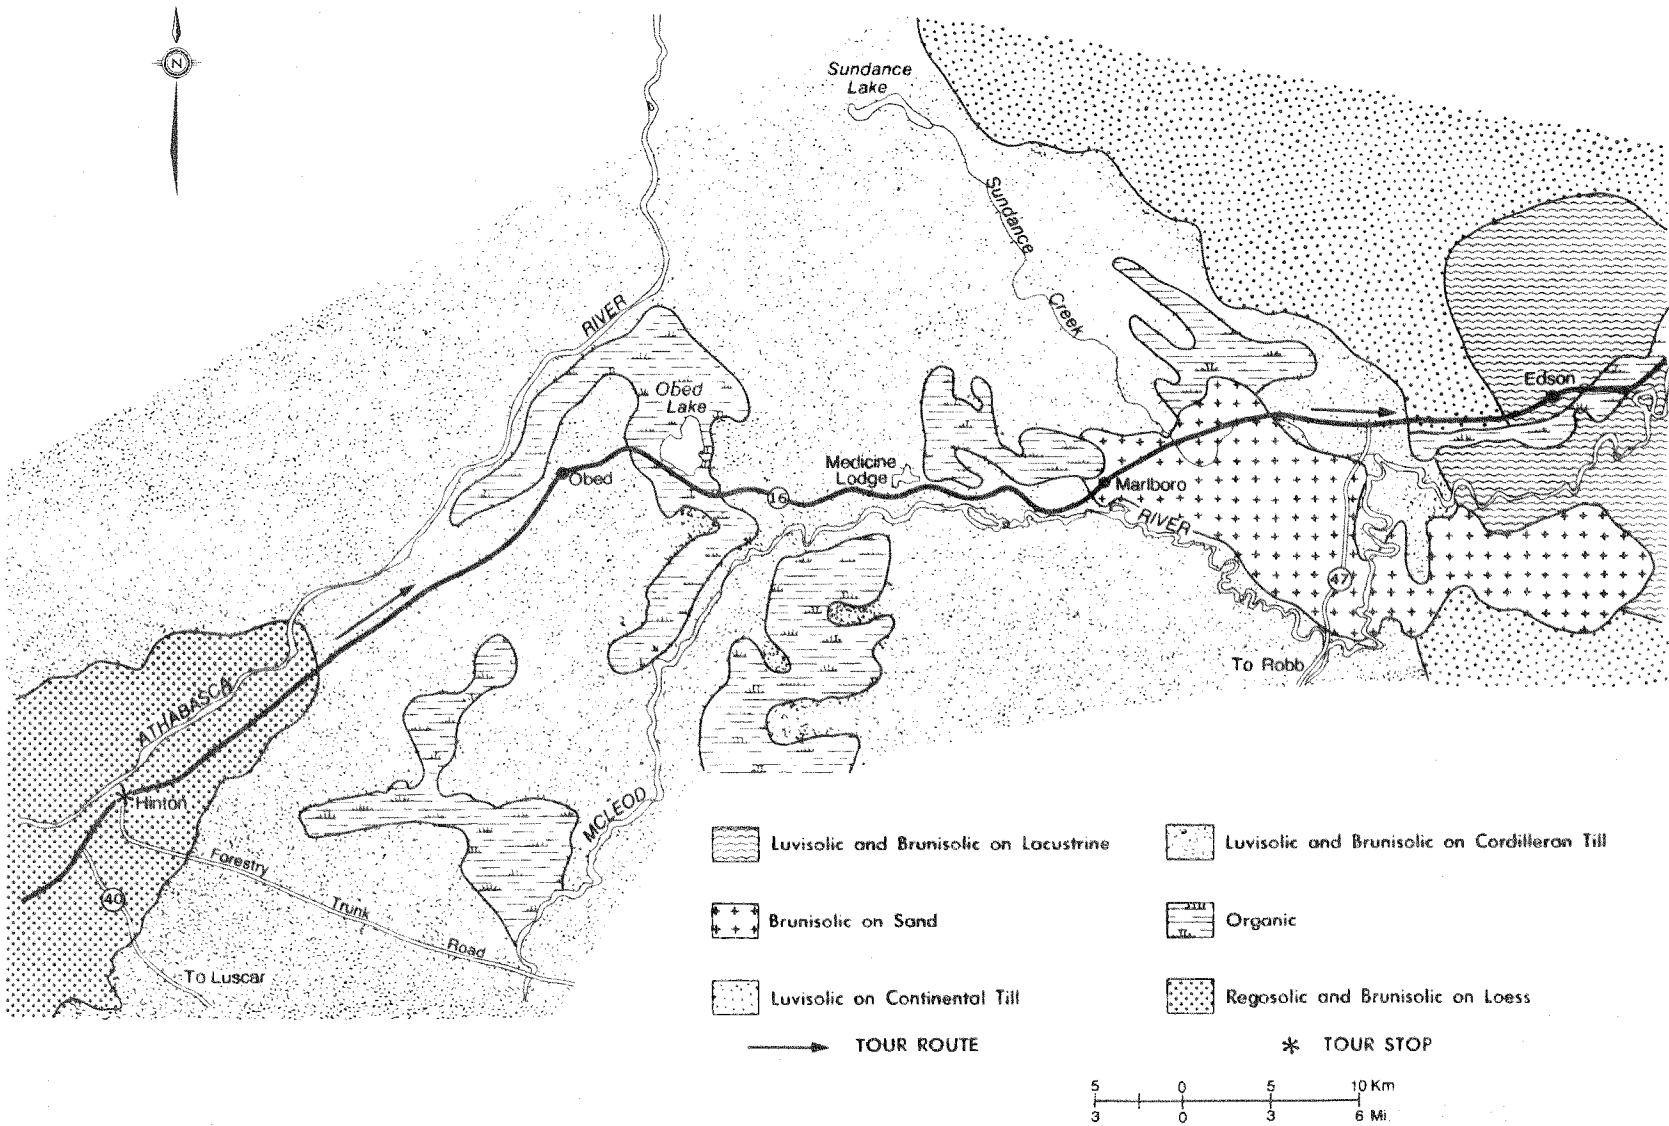 N
Sundance
Lake
Sundance
Creek
RIVER
Obed
Lake
Edson
Medicine
Lodge
Obed
16
Marlboro
RIVER
47
To Robb
ATHABASCA
Hinton
MCLEOD
Forestry
Trunk
Road
40
To Luscar
Luvisolic and Brunisolic on Lacustrine
Luvisolic and Brunisolic on Cordilleran Till
Brunisolic on Sand
Organic
Luvisolic on Continental Till
Regosolic and Brunisolic on Loess
TOUR ROUTE
TOUR STOP
5 0 5 10 Km
3 0 3 6 Mi.